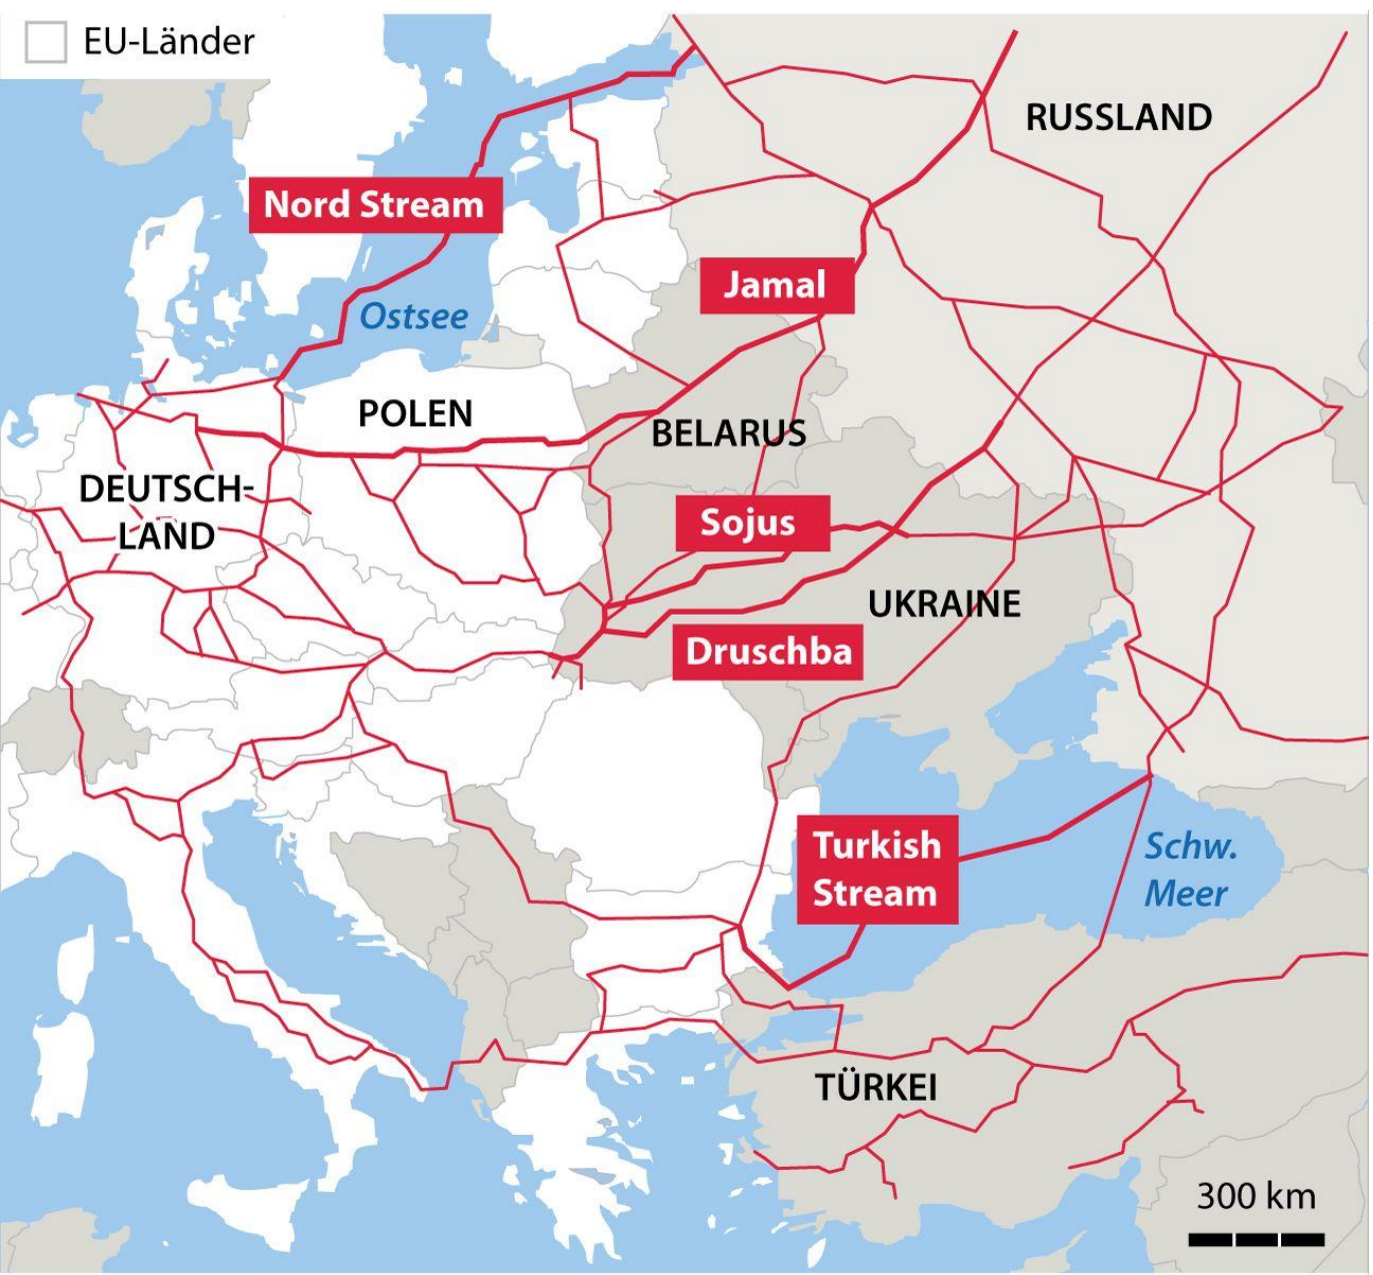 EU-Länder
RUSSLAND
Nord Stream
Jamal
Ostsee
POLEN
BELARUS
DEUTSCH-
LAND
Sojus
UKRAINE
Druschba
Turkish
Stream
Schw.
Meer
TÜRKEI
300 km